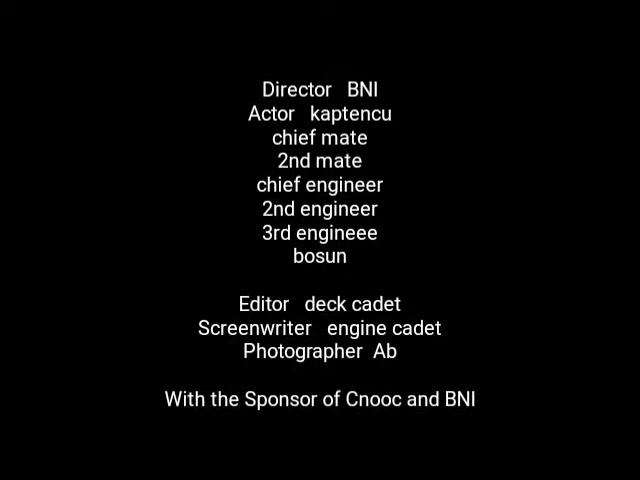 Director BNI
Actor kaptencu
chief mate
2nd mate
chief engineer
2nd engineer
3rd engineee
bosun
Editor deck cadet
Screenwriter engine cadet
Photographer Ab
With the Sponsor of Cnooc and BNI